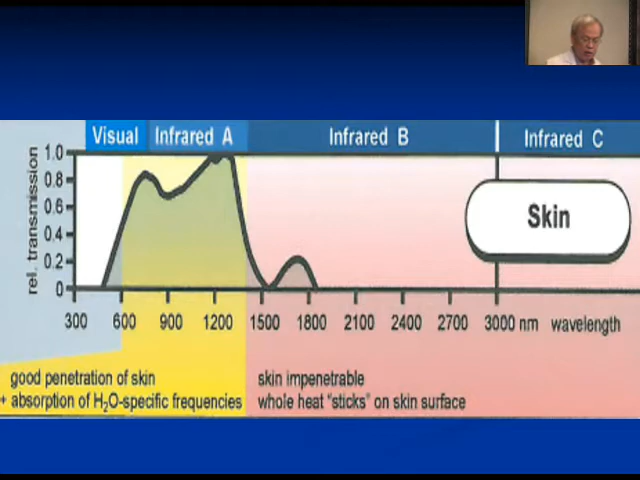 Visual Infrared A Infrared B Infrared C
rel. transmission
1.0
0.8
0.6
0.4
0.2
0
Skin
300 600 900 1200 1500 1800 2100 2400 2700 3000 nm wavelength
good penetration of skin
+ absorption of H₂O-specific frequencies
skin impenetrable
whole heat "sticks" on skin surface